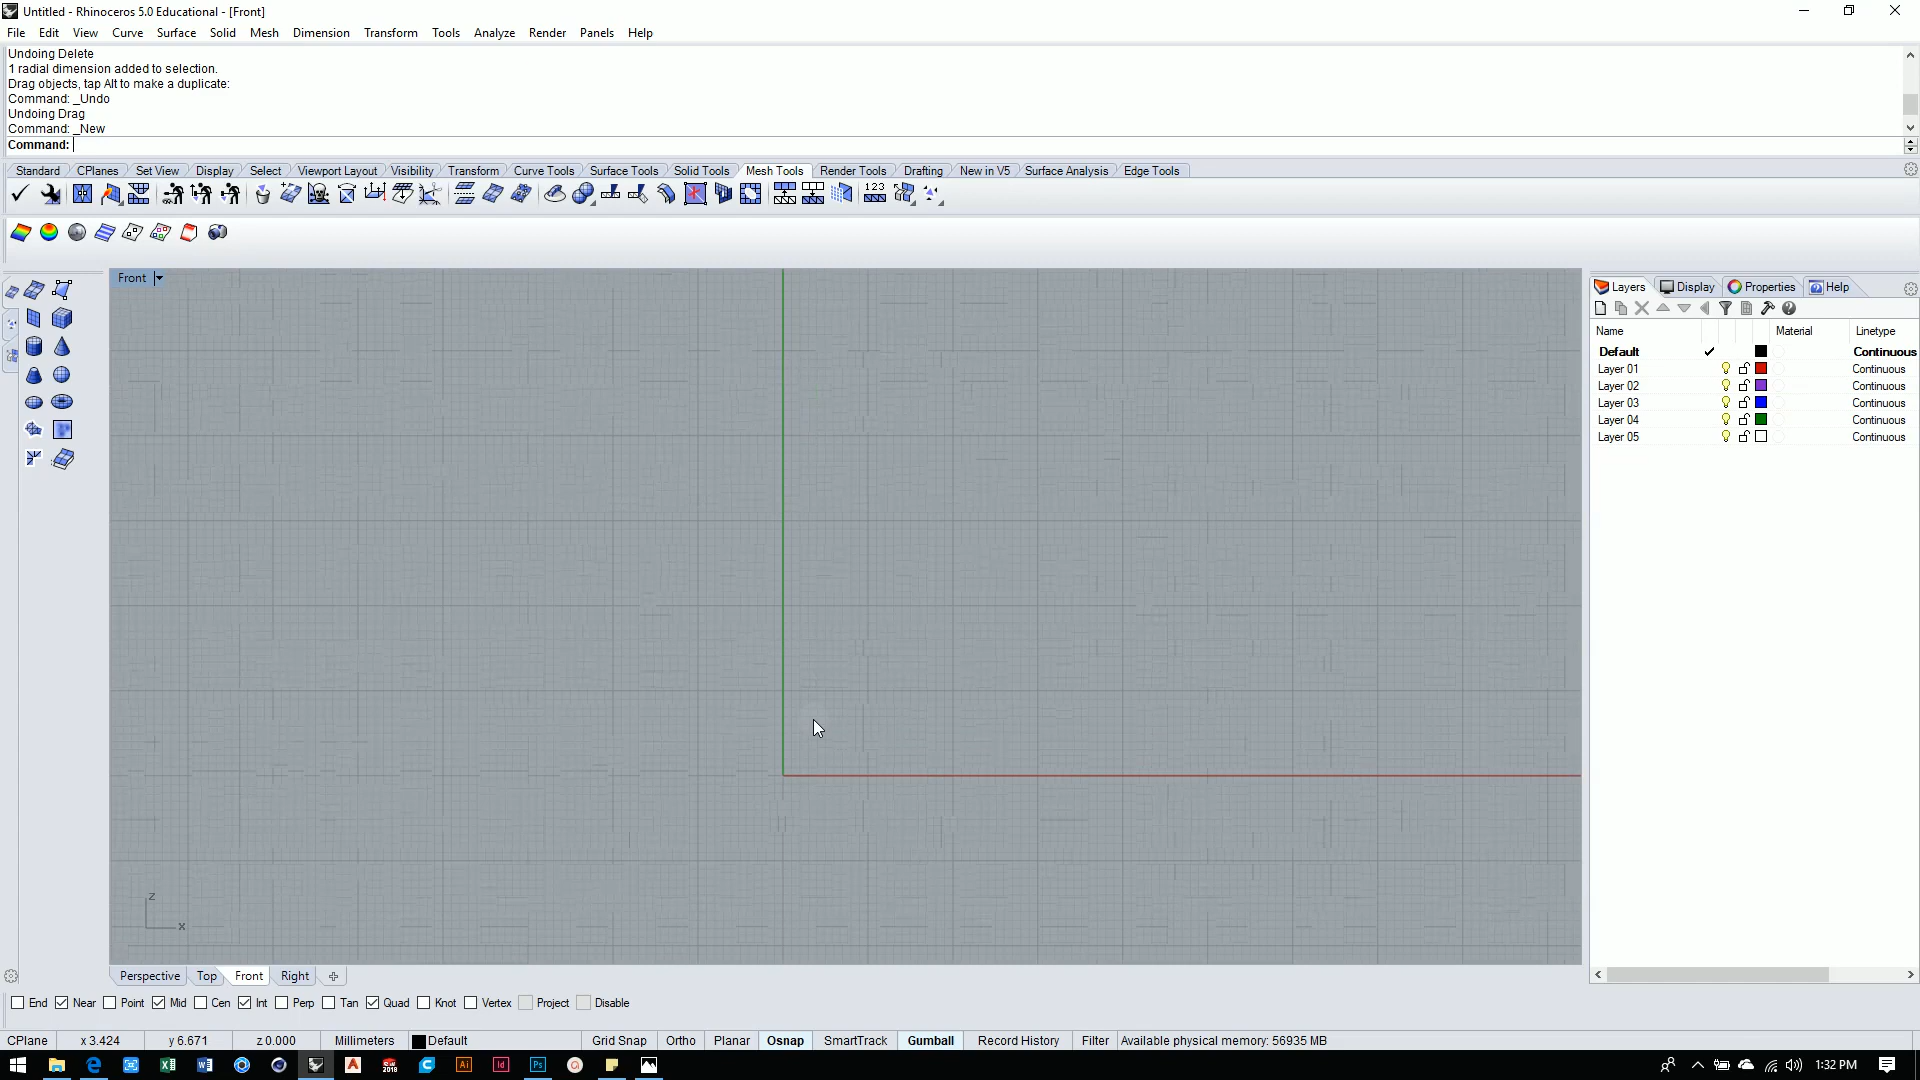 Untitled - Rhinoceros 5.0 Educational - [Front]
File Edit View Curve Surface Solid Mesh Dimension Transform Tools Analyze Render Panels Help
Undoing Delete
1 radial dimension added to selection.
Drag objects, tap Alt to make a duplicate:
Command: _Undo
Undoing Drag
Command: _New
Command:
Standard CPlanes Set View Display Select Viewport Layout Visibility Transform Curve Tools Surface Tools Solid Tools Mesh Tools Render Tools Drafting New in V5 Surface Analysis Edge Tools
123
Front
Layers Display Properties Help
Name Material Linetype
Default Continuous
Layer 01 Continuous
Layer 02 Continuous
Layer 03 Continuous
Layer 04 Continuous
Layer 05 Continuous
z
x
Perspective Top Front Right
End Near Point Mid Cen Int Perp Tan Quad Knot Vertex Project Disable
CPlane x 3.424 y 6.671 z 0.000 Millimeters Default Grid Snap Ortho Planar Osnap SmartTrack Gumball Record History Filter Available physical memory: 56935 MB
2018 Ai Id Ps 1:32 PM